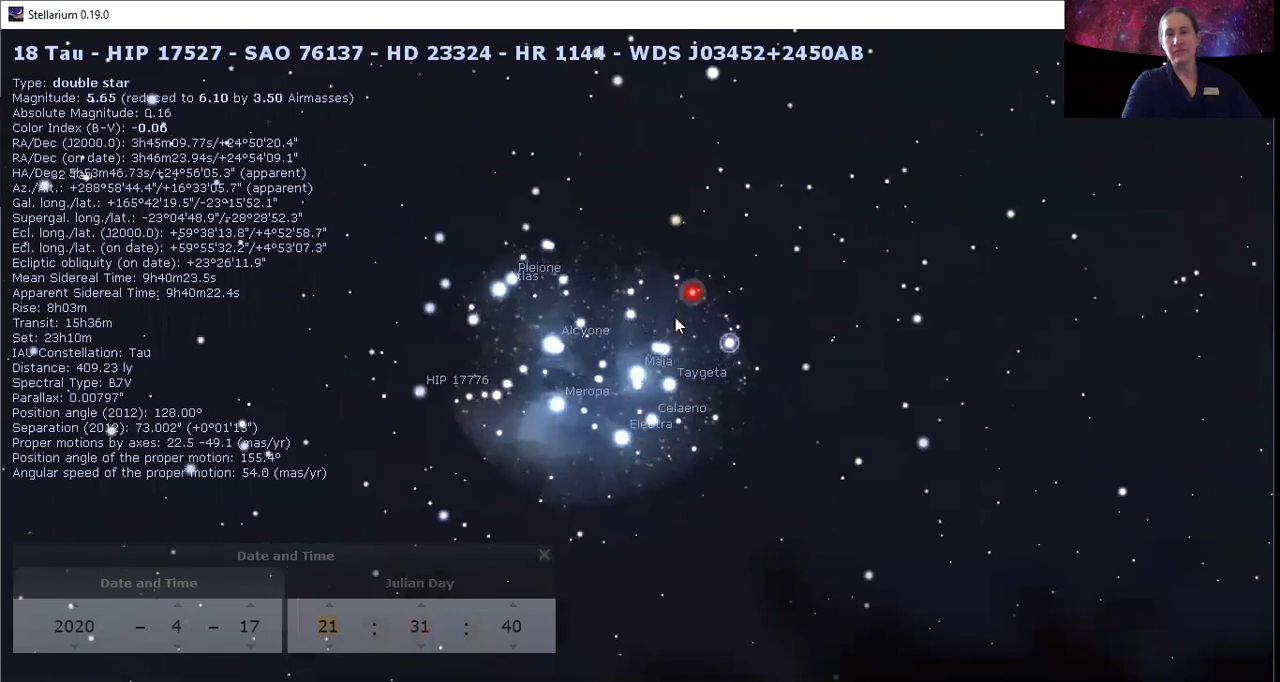 Stellarium 0.19.0
18 Tau - HIP 17527 - SAO 76137 - HD 23324 - HR 1144 - WDS J03452+2450AB
Type: double star
Magnitude: 5.65 (reduced to 6.10 by 3.50 Airmasses)
Absolute Magnitude: 0.16
Color Index (B-V): -0.06
RA/Dec (J2000.0): 3h45m09.77s/+24°50'20.4"
RA/Dec (on date): 3h46m23.94s/+24°54'09.1"
HA/Dec: 5h53m46.73s/+24°56'05.3" (apparent)
Az./Alt.: +288°58'44.4"/+16°33'05.7" (apparent)
Gal. long./lat.: +165°42'19.5"/-23°15'52.1"
Supergal. long./lat.: -23°04'48.9"/-28°28'52.3"
Ecl. long./lat. (J2000.0): +59°38'13.8"/+4°52'58.7"
Ecl. long./lat. (on date): +59°55'32.2"/+4°53'07.3"
Ecliptic obliquity (on date): +23°26'11.9"
Mean Sidereal Time: 9h40m23.5s
Apparent Sidereal Time: 9h40m22.4s
Rise: 8h03m
Transit: 15h36m
Set: 23h10m
IAU Constellation: Tau
Distance: 409.23 ly
Spectral Type: B7V
Parallax: 0.00797"
Position angle (2012): 128.00°
Separation (2012): 73.002" (+0°01'13")
Proper motions by axes: 22.5 -49.1 (mas/yr)
Position angle of the proper motion: 155.4°
Angular speed of the proper motion: 54.0 (mas/yr)
Pleione
Alcyone
Maia
Taygeta
HIP 17776
Merope
Celaeno
Electra
Date and Time
Date and Time Julian Day
2020 - 4 - 17 21 : 31 : 40